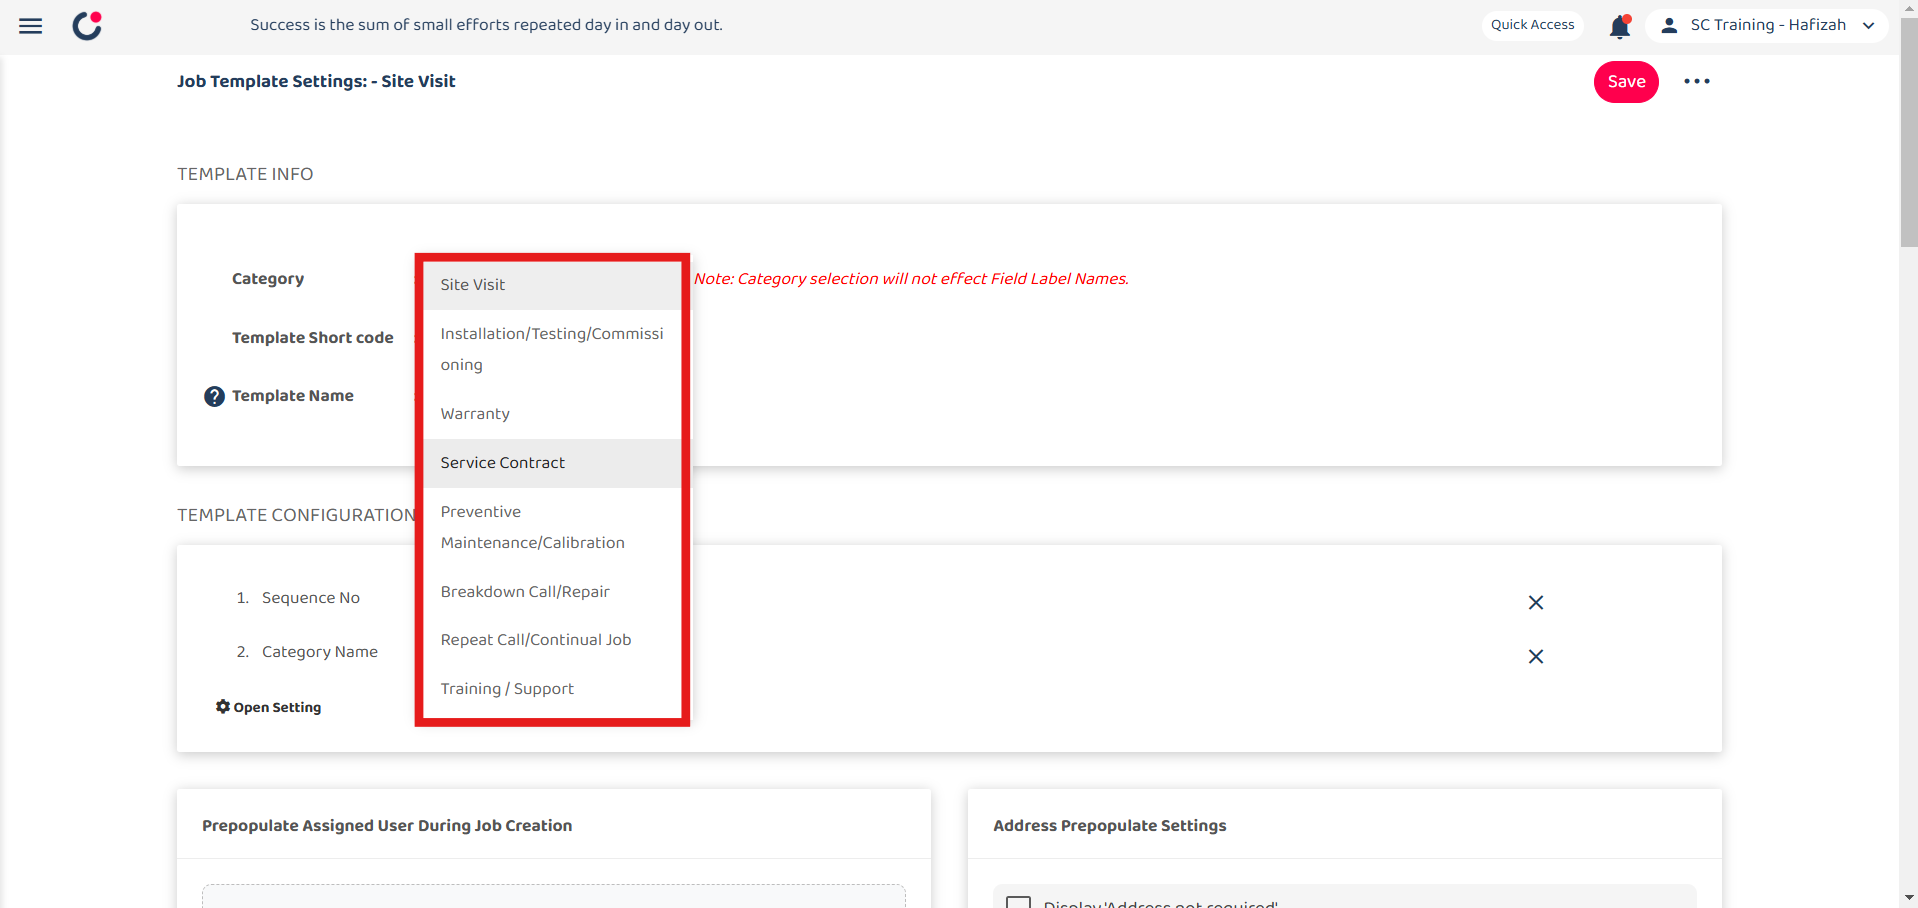 Success is the sum of small efforts repeated day in and day out.
Quick Access
SC Training - Hafizah
Job Template Settings: - Site Visit
Save
TEMPLATE INFO
Category
Note: Category selection will not effect Field Label Names.
Template Short code
Template Name
Site Visit
Installation/Testing/Commissi
oning
Warranty
Service Contract
Preventive
Maintenance/Calibration
Breakdown Call/Repair
Repeat Call/Continual Job
Training / Support
TEMPLATE CONFIGURATION
1. Sequence No
2. Category Name
Open Setting
Prepopulate Assigned User During Job Creation
Address Prepopulate Settings
Display 'Address not required'